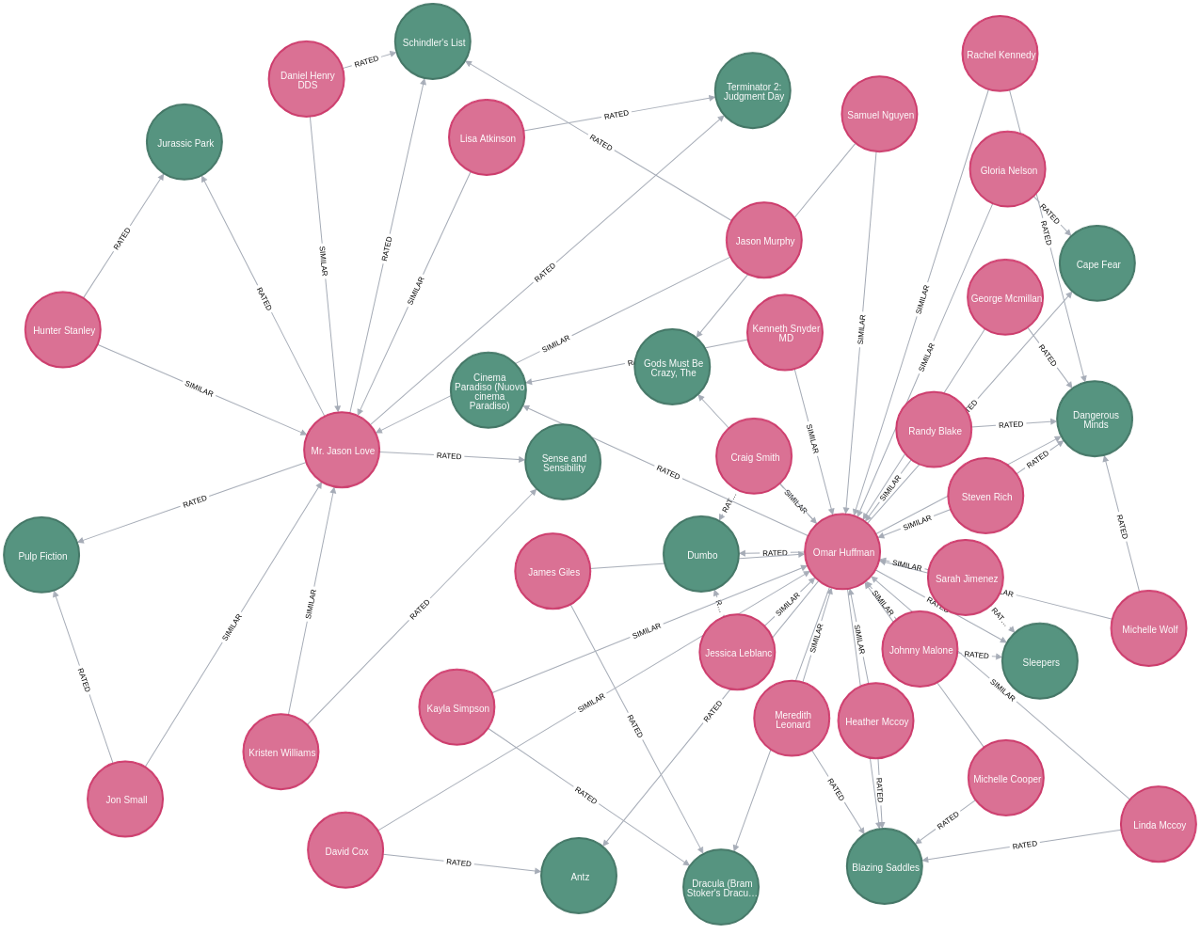 Schindler's List
RATED
Daniel Henry
DDS
Rachel Kennedy
Terminator 2:
Judgment Day
RATED
Samuel Nguyen
Lisa Atkinson
Jurassic Park
RATED
Gloria Nelson
RATED
RATED
RATED
Jason Murphy
RATED
RATED
SIMILAR
SIMILAR
RATED
RATED
Cape Fear
George Mcmillan
SIMILAR
Hunter Stanley
Kenneth Snyder
MD
SIMILAR
SIMILAR
SIMILAR
RATED
Gods Must Be
Crazy, The
SIMILAR
Cinema
Paradiso (Nuovo
cinema
Paradiso)
Dangerous
Minds
RATED
Randy Blake
SIMILAR
Mr. Jason Love
RATED
Craig Smith
Sense and
Sensibility
RATED
RATED
SIMILAR
Steven Rich
RATED
SIMILAR
RAT...
SIMILAR
RATED
Pulp Fiction
Dumbo
RATED
Omar Huffman
James Giles
SIMILAR
Sarah Jimenez
SIMILAR
SIMILAR
SIMILAR
RATED
R...
RAT...
Michelle Wolf
SIMILAR
SIMILAR
SIMILAR
SIMILAR
Jessica Leblanc
Johnny Malone
RATED
Sleepers
RATED
SIMILAR
SIMILAR
Kayla Simpson
RATED
RATED
Meredith
Leonard
Heather Mccoy
Kristen Williams
Michelle Cooper
RATED
RATED
RATED
Jon Small
RATED
Linda Mccoy
David Cox
RATED
RATED
Antz
Blazing Saddles
Dracula (Bram
Stoker's Dracu...